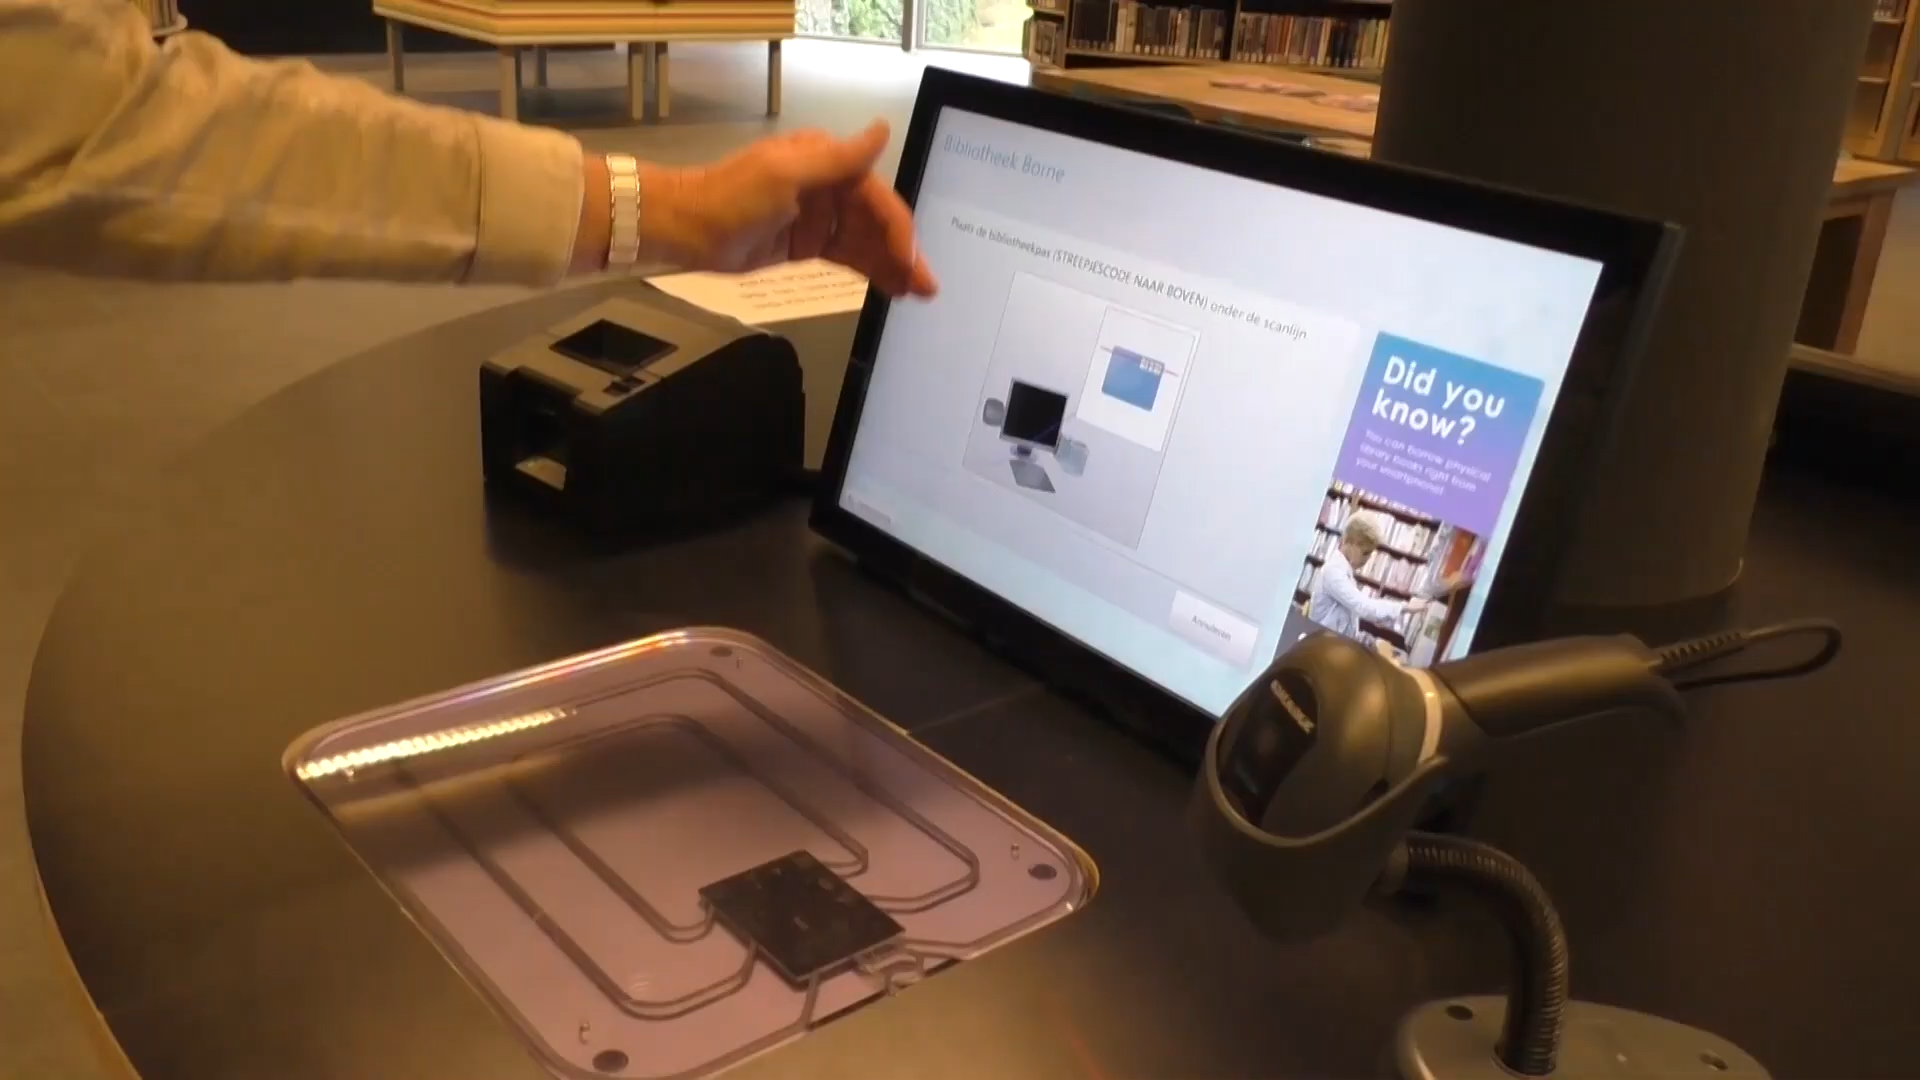 Bibliotheek Borne
Plaats de bibliotheekpas (STREEPJESCODE NAAR BOVEN) onder de scanlijn
Did you
know?
You can borrow physical
library books right from
your smartphone!
Annuleren